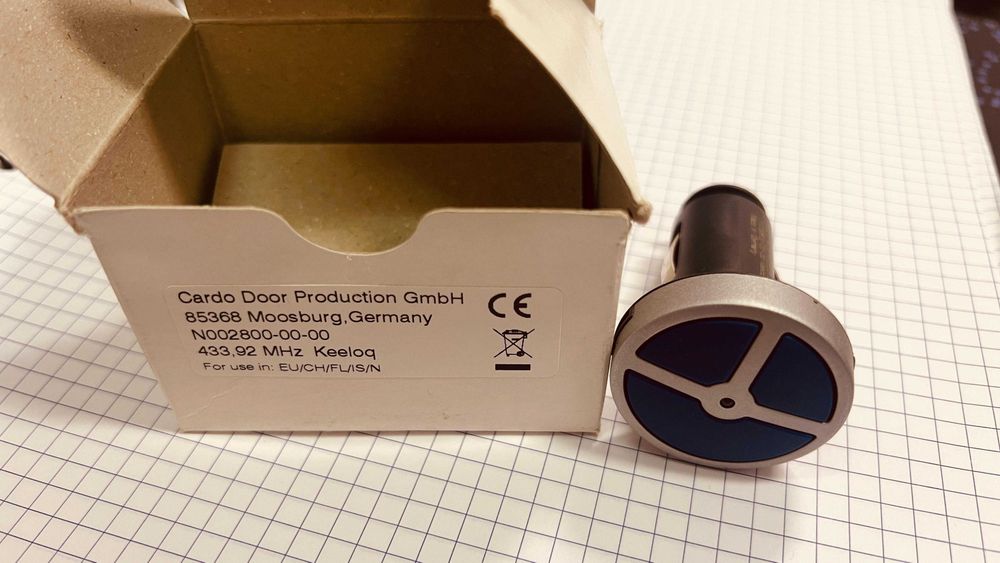 Cardo Door Production GmbH
85368 Moosburg,Germany
N002800-00-00
433,92 MHz Keeloq
For use in: EU/CH/FL/IS/N
CE